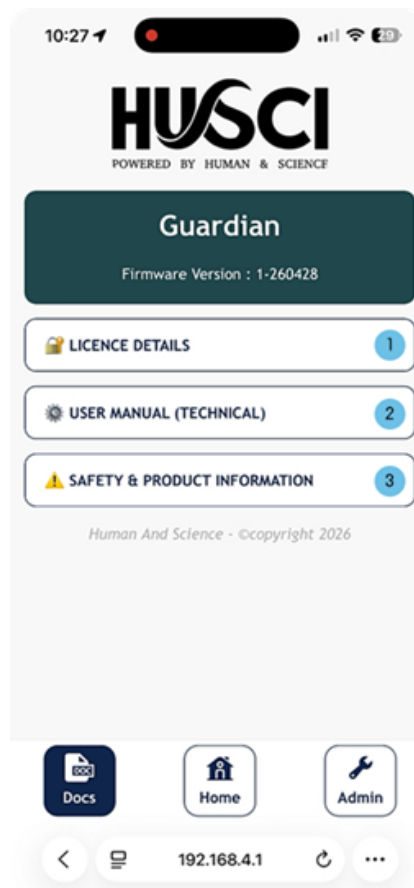 10:27
29
HUSCI
POWERED BY HUMAN & SCIENCE
Guardian
Firmware Version : 1-260428
LICENCE DETAILS
1
USER MANUAL (TECHNICAL)
2
SAFETY & PRODUCT INFORMATION
3
Human And Science - ©copyright 2026
DOC
Docs
Home
Admin
192.168.4.1